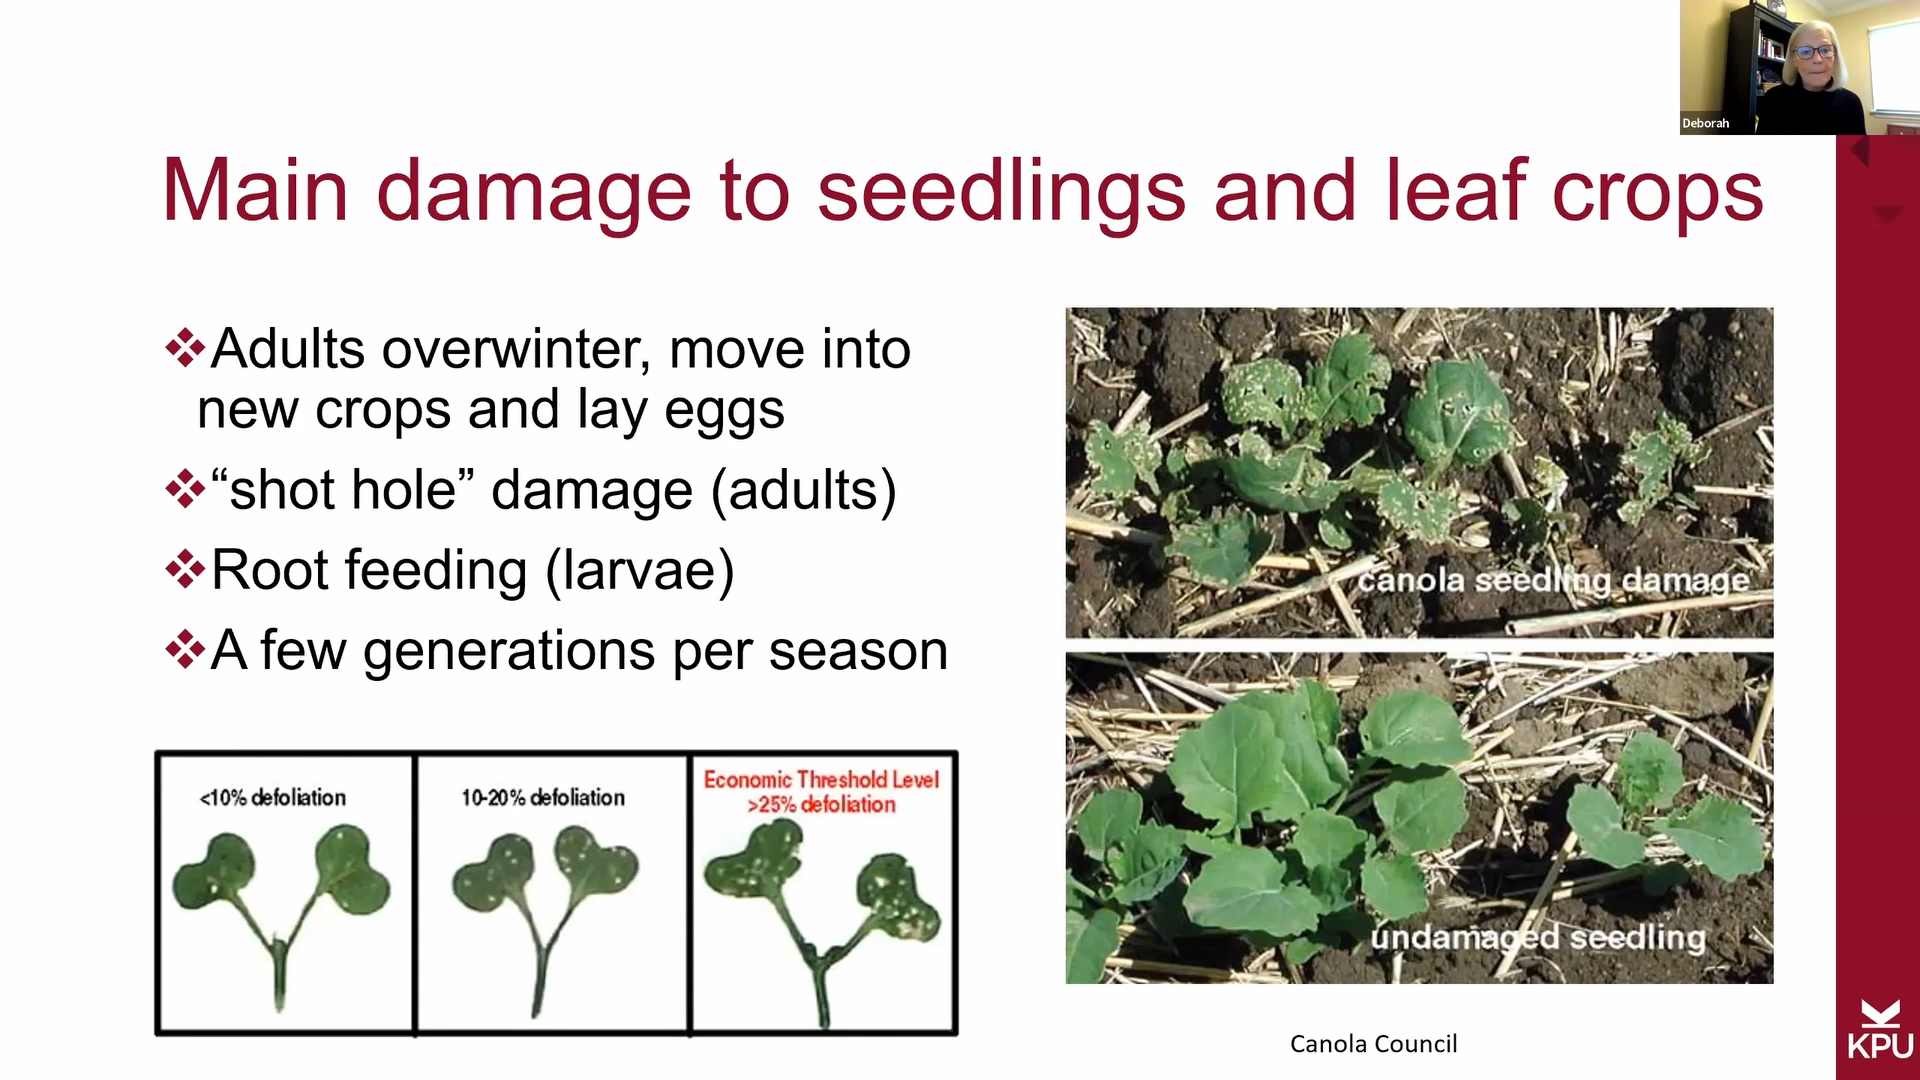 Deborah
Main damage to seedlings and leaf crops
Adults overwinter, move into
new crops and lay eggs
“shot hole” damage (adults)
Root feeding (larvae)
A few generations per season
canola seedling damage
undamaged seedling
<10% defoliation
10-20% defoliation
Economic Threshold Level
>25% defoliation
Canola Council
KPU